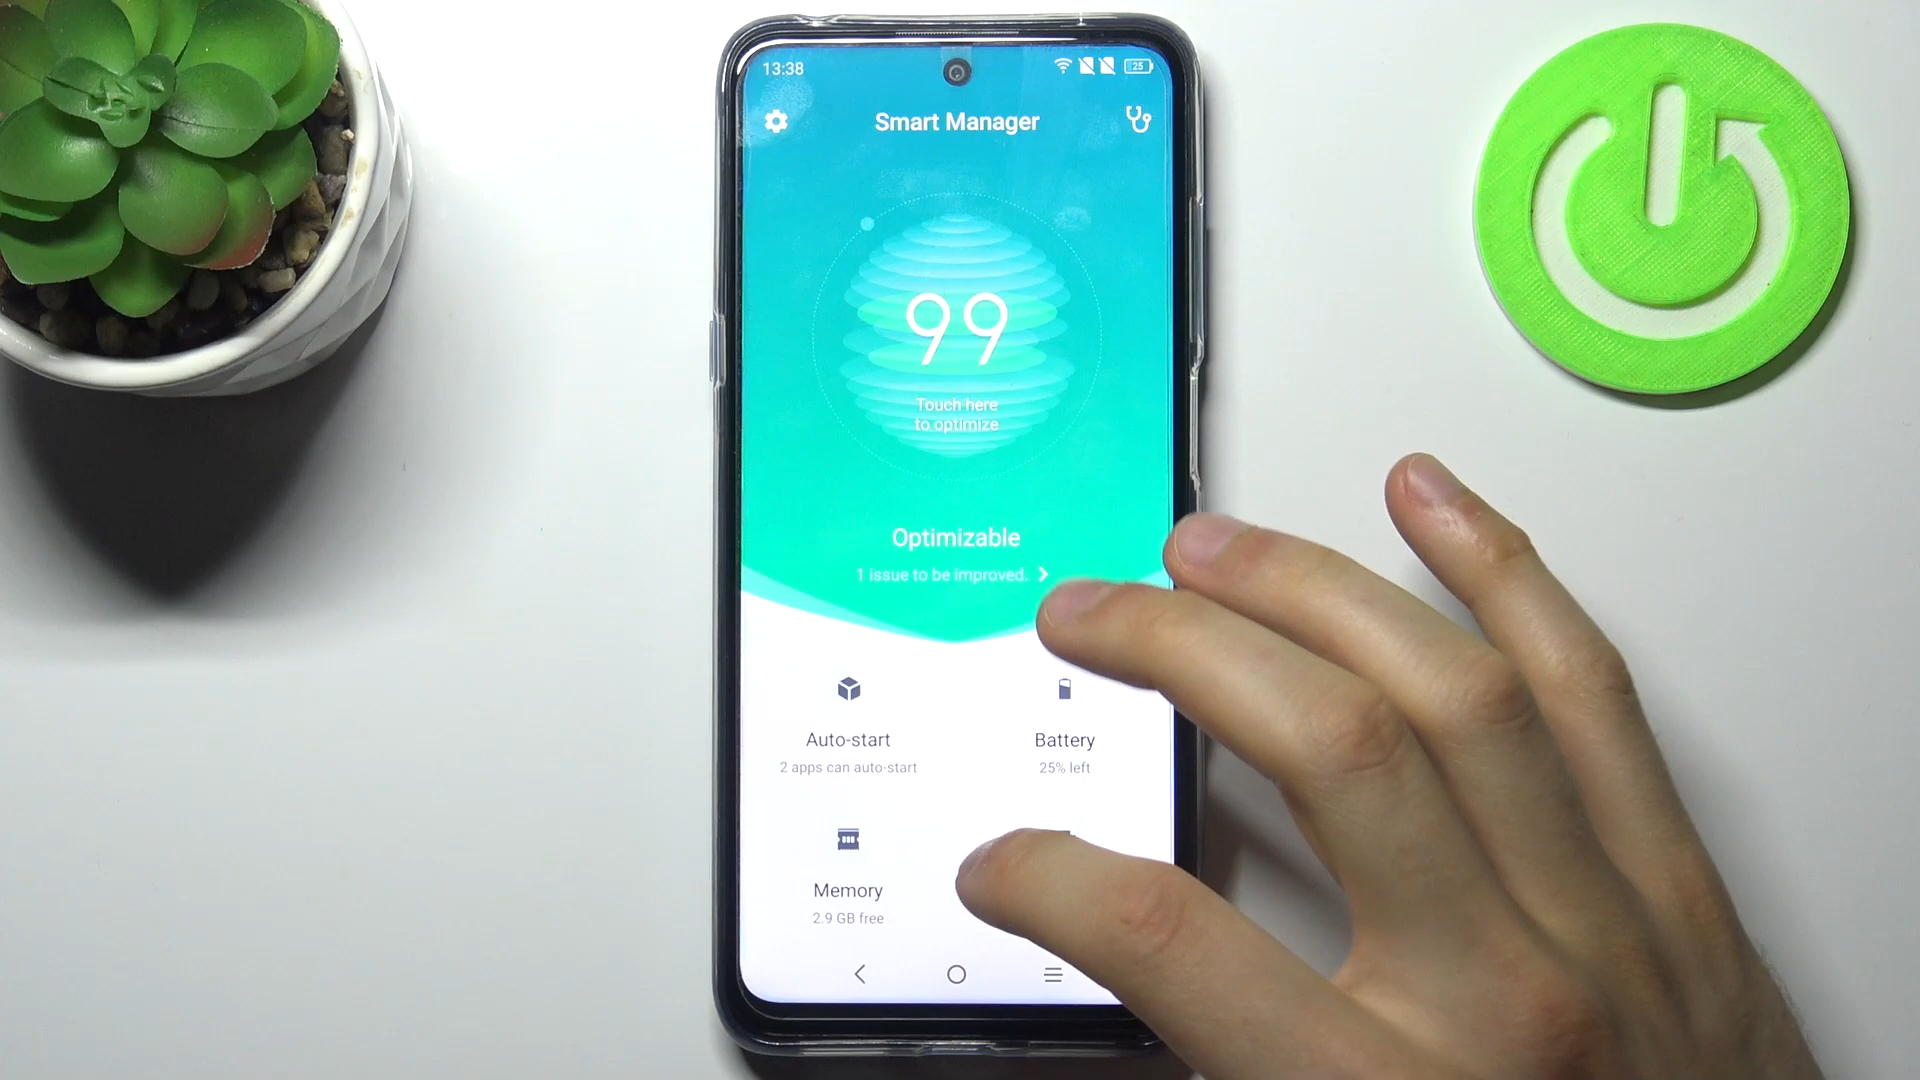 13:38
25
Smart Manager
99
Touch here
to optimize
Optimizable
1 issue to be improved.
Auto-start
2 apps can auto-start
Battery
25% left
Memory
2.9 GB free